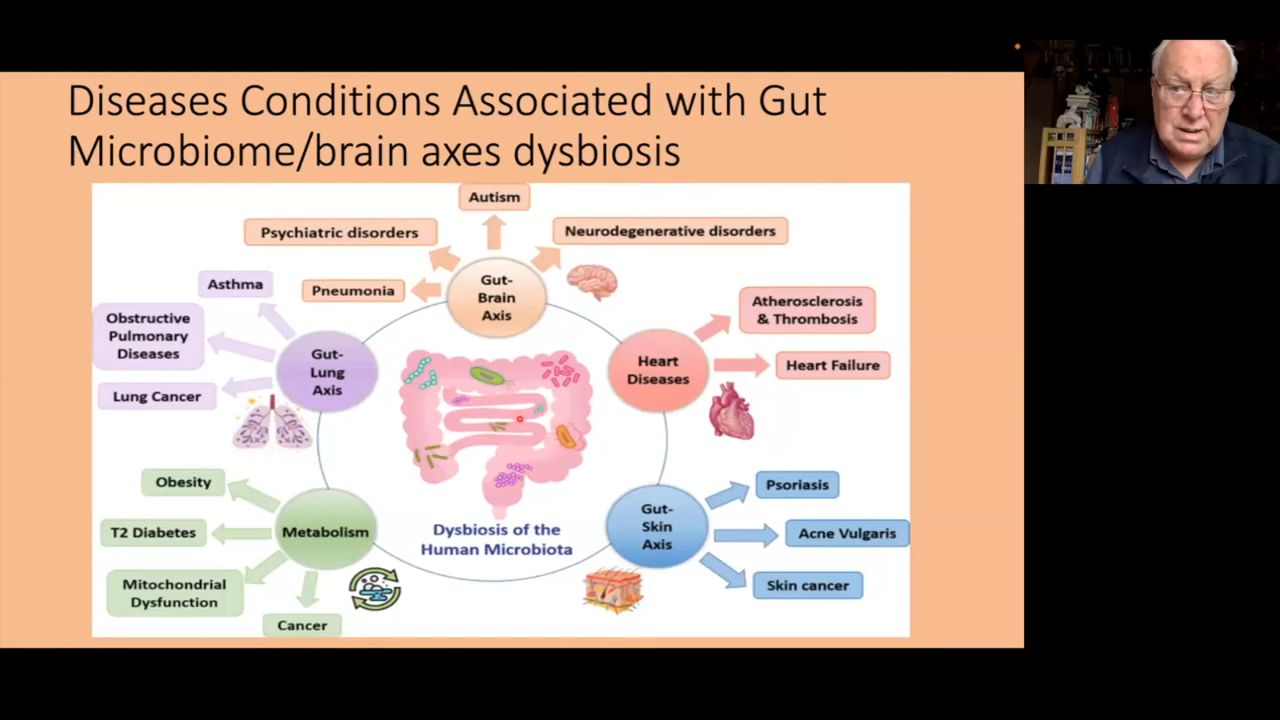 Diseases Conditions Associated with Gut
Microbiome/brain axes dysbiosis
Autism
Psychiatric disorders
Neurodegenerative disorders
Pneumonia
Gut-
Brain
Axis
Asthma
Obstructive
Pulmonary
Diseases
Lung Cancer
Gut-
Lung
Axis
Heart
Diseases
Atherosclerosis
& Thrombosis
Heart Failure
Obesity
T2 Diabetes
Mitochondrial
Dysfunction
Cancer
Metabolism
Dysbiosis of the
Human Microbiota
Gut-
Skin
Axis
Psoriasis
Acne Vulgaris
Skin cancer